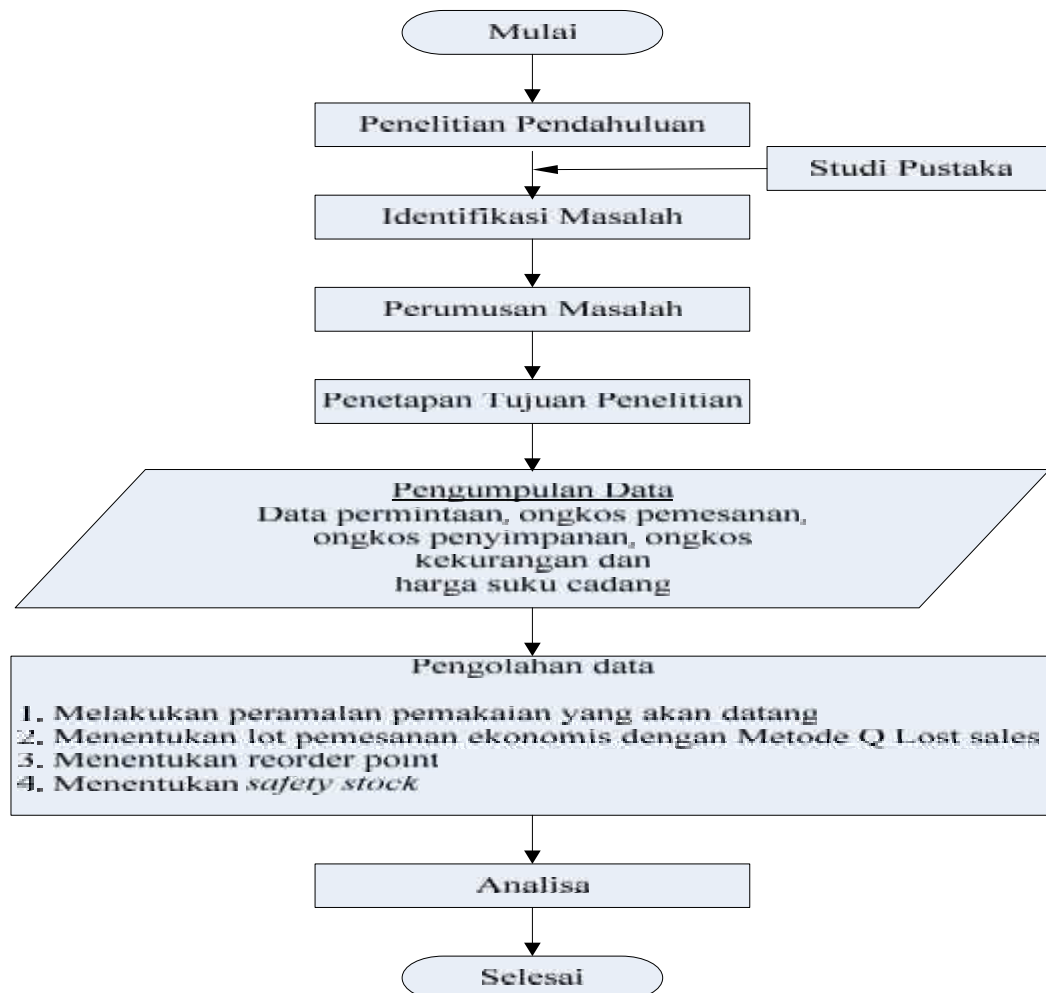 Mulai
Penelitian Pendahuluan
Studi Pustaka
Identifikasi Masalah
Perumusan Masalah
Penetapan Tujuan Penelitian
Pengumpulan Data
Data permintaan, ongkos pemesanan,
ongkos penyimpanan, ongkos
kekurangan dan
harga suku cadang
Pengolahan data
1. Melakukan peramalan pemakaian yang akan datang
2. Menentukan lot pemesanan ekonomis dengan Metode Q Lost sales
3. Menentukan reorder point
4. Menentukan safety stock
Analisa
Selesai